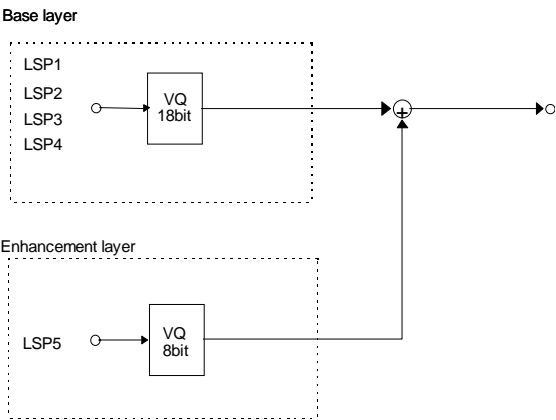 Base layer
LSP1
LSP2
LSP3
LSP4
VQ
18bit
+
Enhancement layer
LSP5
VQ
8bit